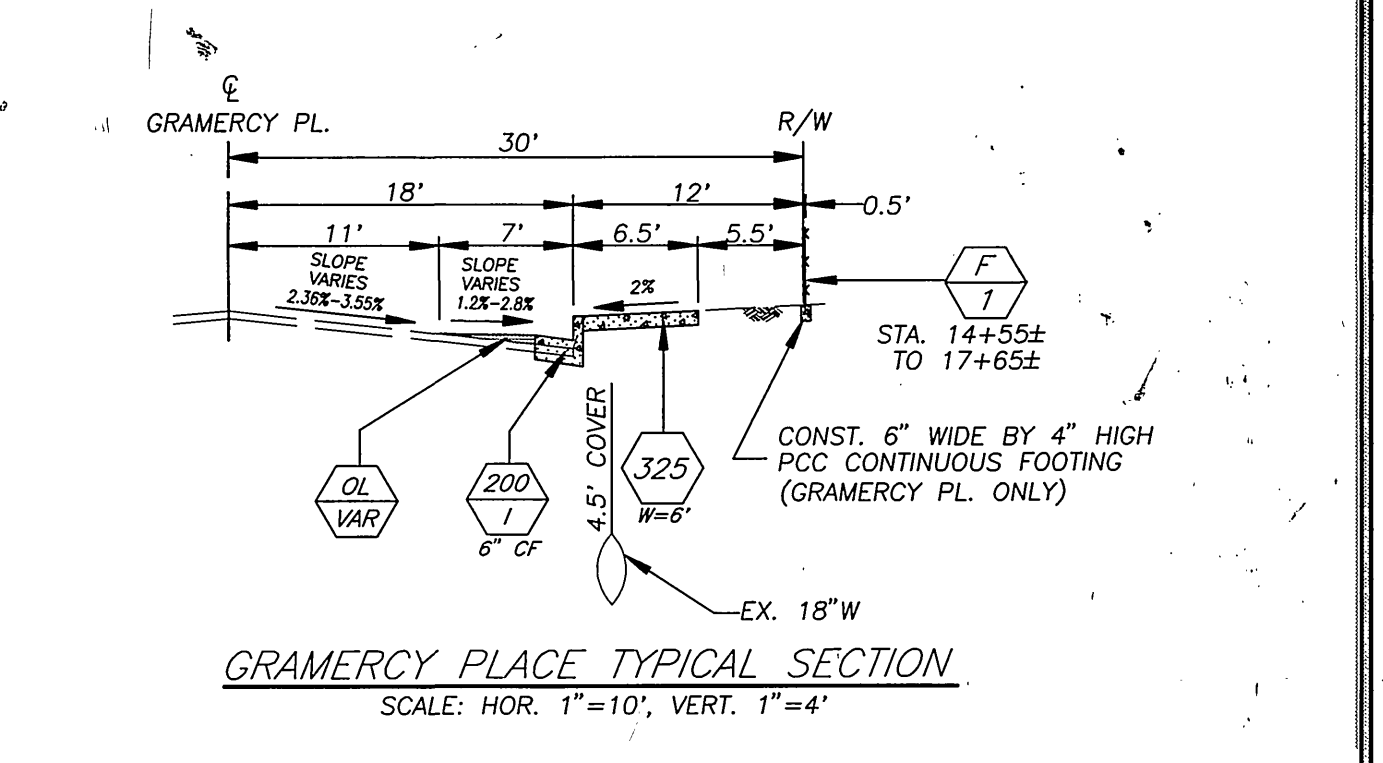 ℄
GRAMERCY PL.
R/W
30'
18'
12'
0.5'
11'
7'
6.5'
5.5'
SLOPE
VARIES
2.36%-3.55%
SLOPE
VARIES
1.2%-2.8%
2%
F
1
STA. 14+55±
TO 17+65±
CONST. 6" WIDE BY 4" HIGH
PCC CONTINUOUS FOOTING
(GRAMERCY PL. ONLY)
OL
VAR
200
I
6" CF
4.5' COVER
325
W=6'
EX. 18"W
GRAMERCY PLACE TYPICAL SECTION
SCALE: HOR. 1"=10', VERT. 1"=4'